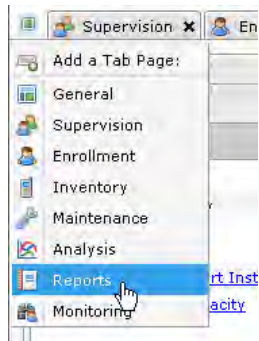 Supervision En
Add a Tab Page:
General
Supervision
Enrollment
Inventory
Maintenance
Analysis
Reports
rt Inst
Monitoring
acity